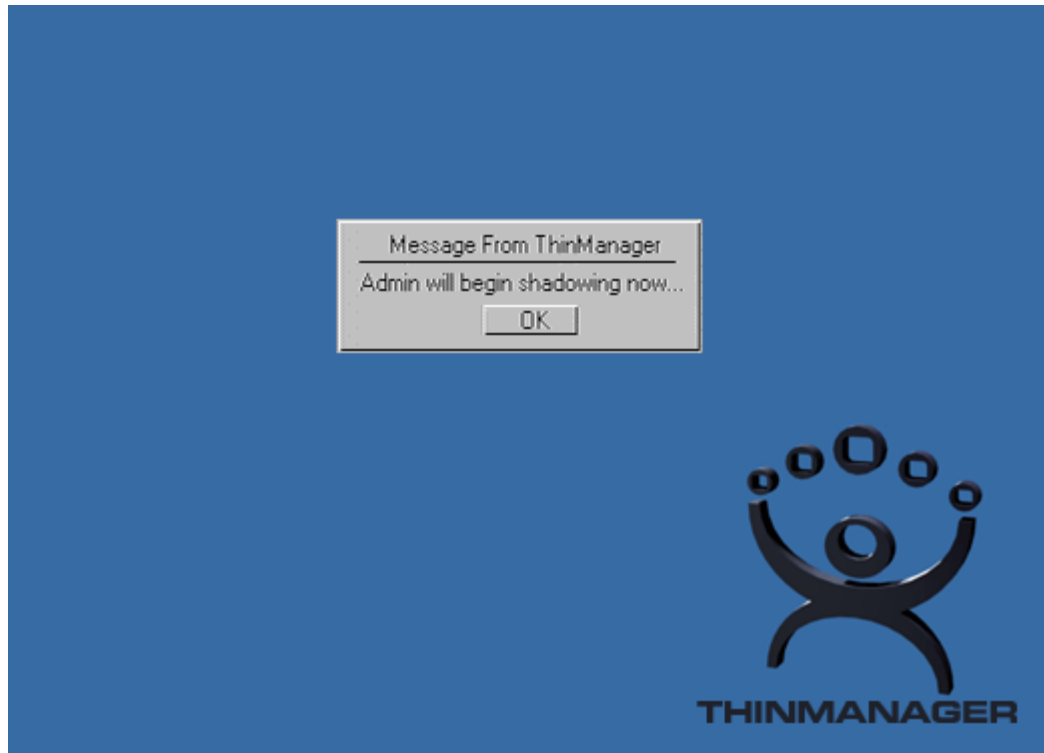 Message From ThinManager
Admin will begin shadowing now...
OK
THINMANAGER